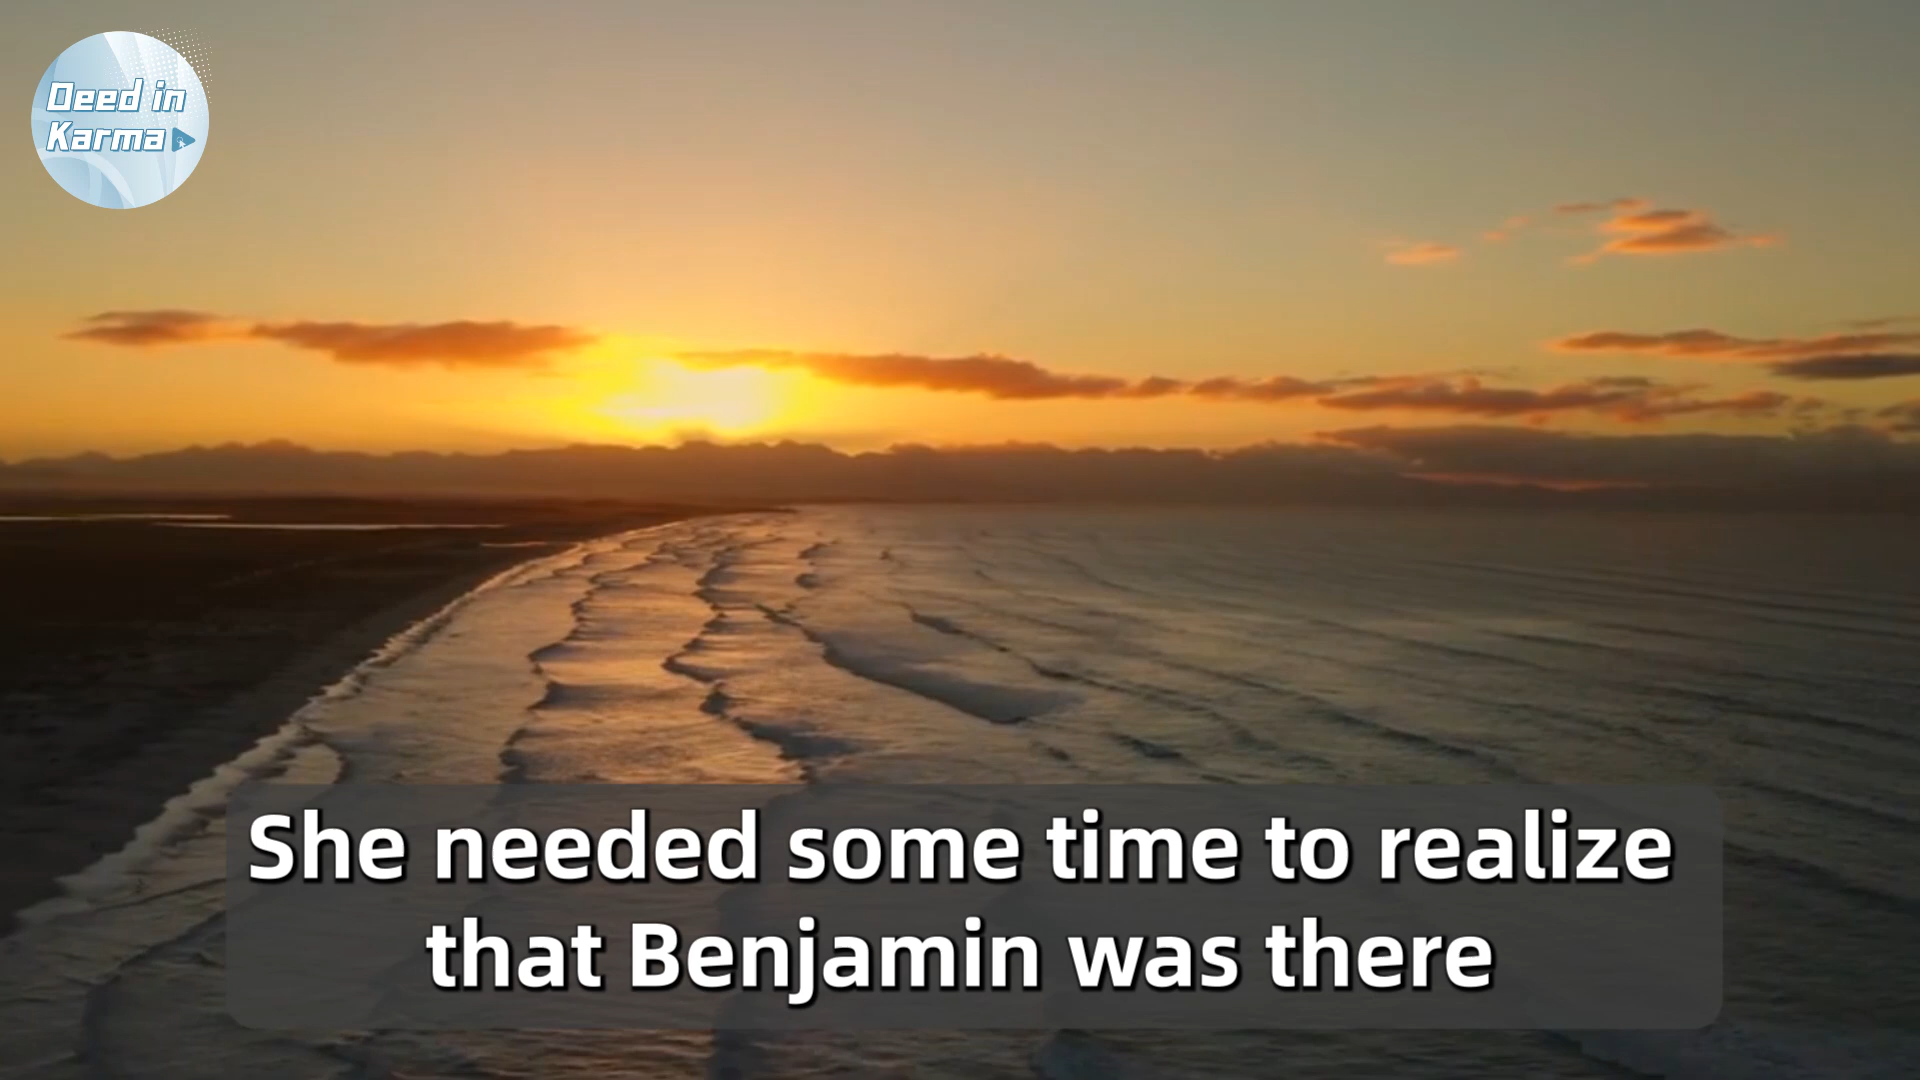 Deed in
Karma
She needed some time to realize
that Benjamin was there